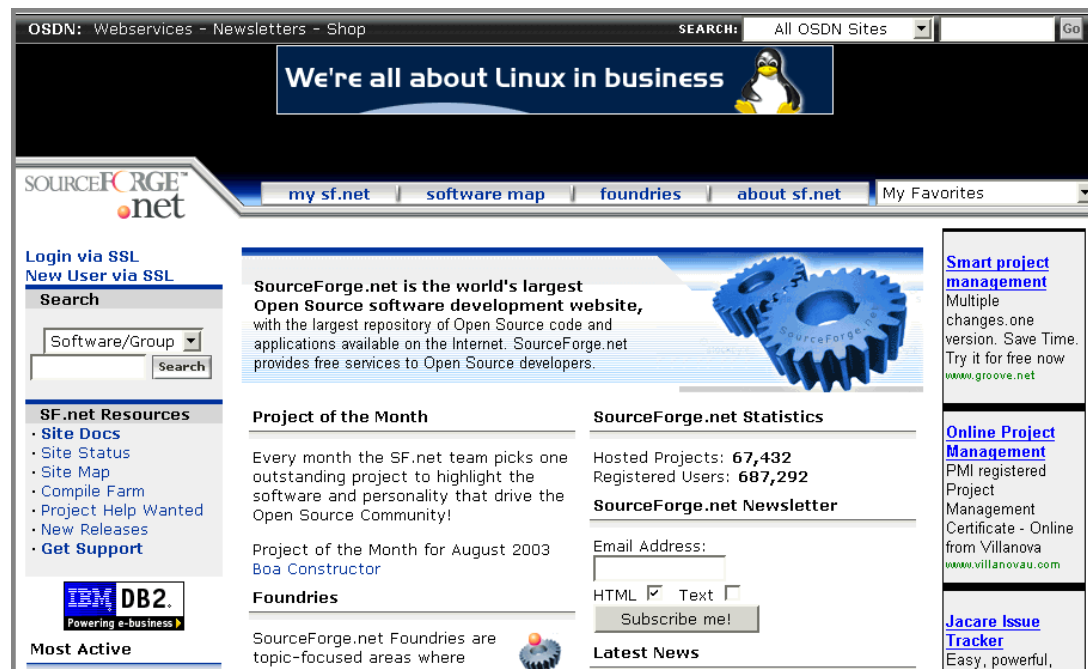 OSDN: Webservices - Newsletters - Shop
SEARCH: All OSDN Sites Go
We're all about Linux in business
SOURCEFORGE™
.net
my sf.net | software map | foundries | about sf.net My Favorites
Login via SSL
New User via SSL
Search
Software/Group
Search
SF.net Resources
· Site Docs
· Site Status
· Site Map
· Compile Farm
· Project Help Wanted
· New Releases
· Get Support
IBM DB2.
Powering e-business
Most Active
SourceForge.net is the world's largest
Open Source software development website,
with the largest repository of Open Source code and
applications available on the Internet. SourceForge.net
provides free services to Open Source developers.
SourceForge
Project of the Month
Every month the SF.net team picks one
outstanding project to highlight the
software and personality that drive the
Open Source Community!
Project of the Month for August 2003
Boa Constructor
Foundries
SourceForge.net Foundries are
topic-focused areas where
SourceForge.net Statistics
Hosted Projects: 67,432
Registered Users: 687,292
SourceForge.net Newsletter
Email Address:
HTML Text
Subscribe me!
Latest News
Smart project
management
Multiple
changes.one
version. Save Time.
Try it for free now
www.groove.net
Online Project
Management
PMI registered
Project
Management
Certificate - Online
from Villanova
www.villanovau.com
Jacare Issue
Tracker
Easy, powerful,